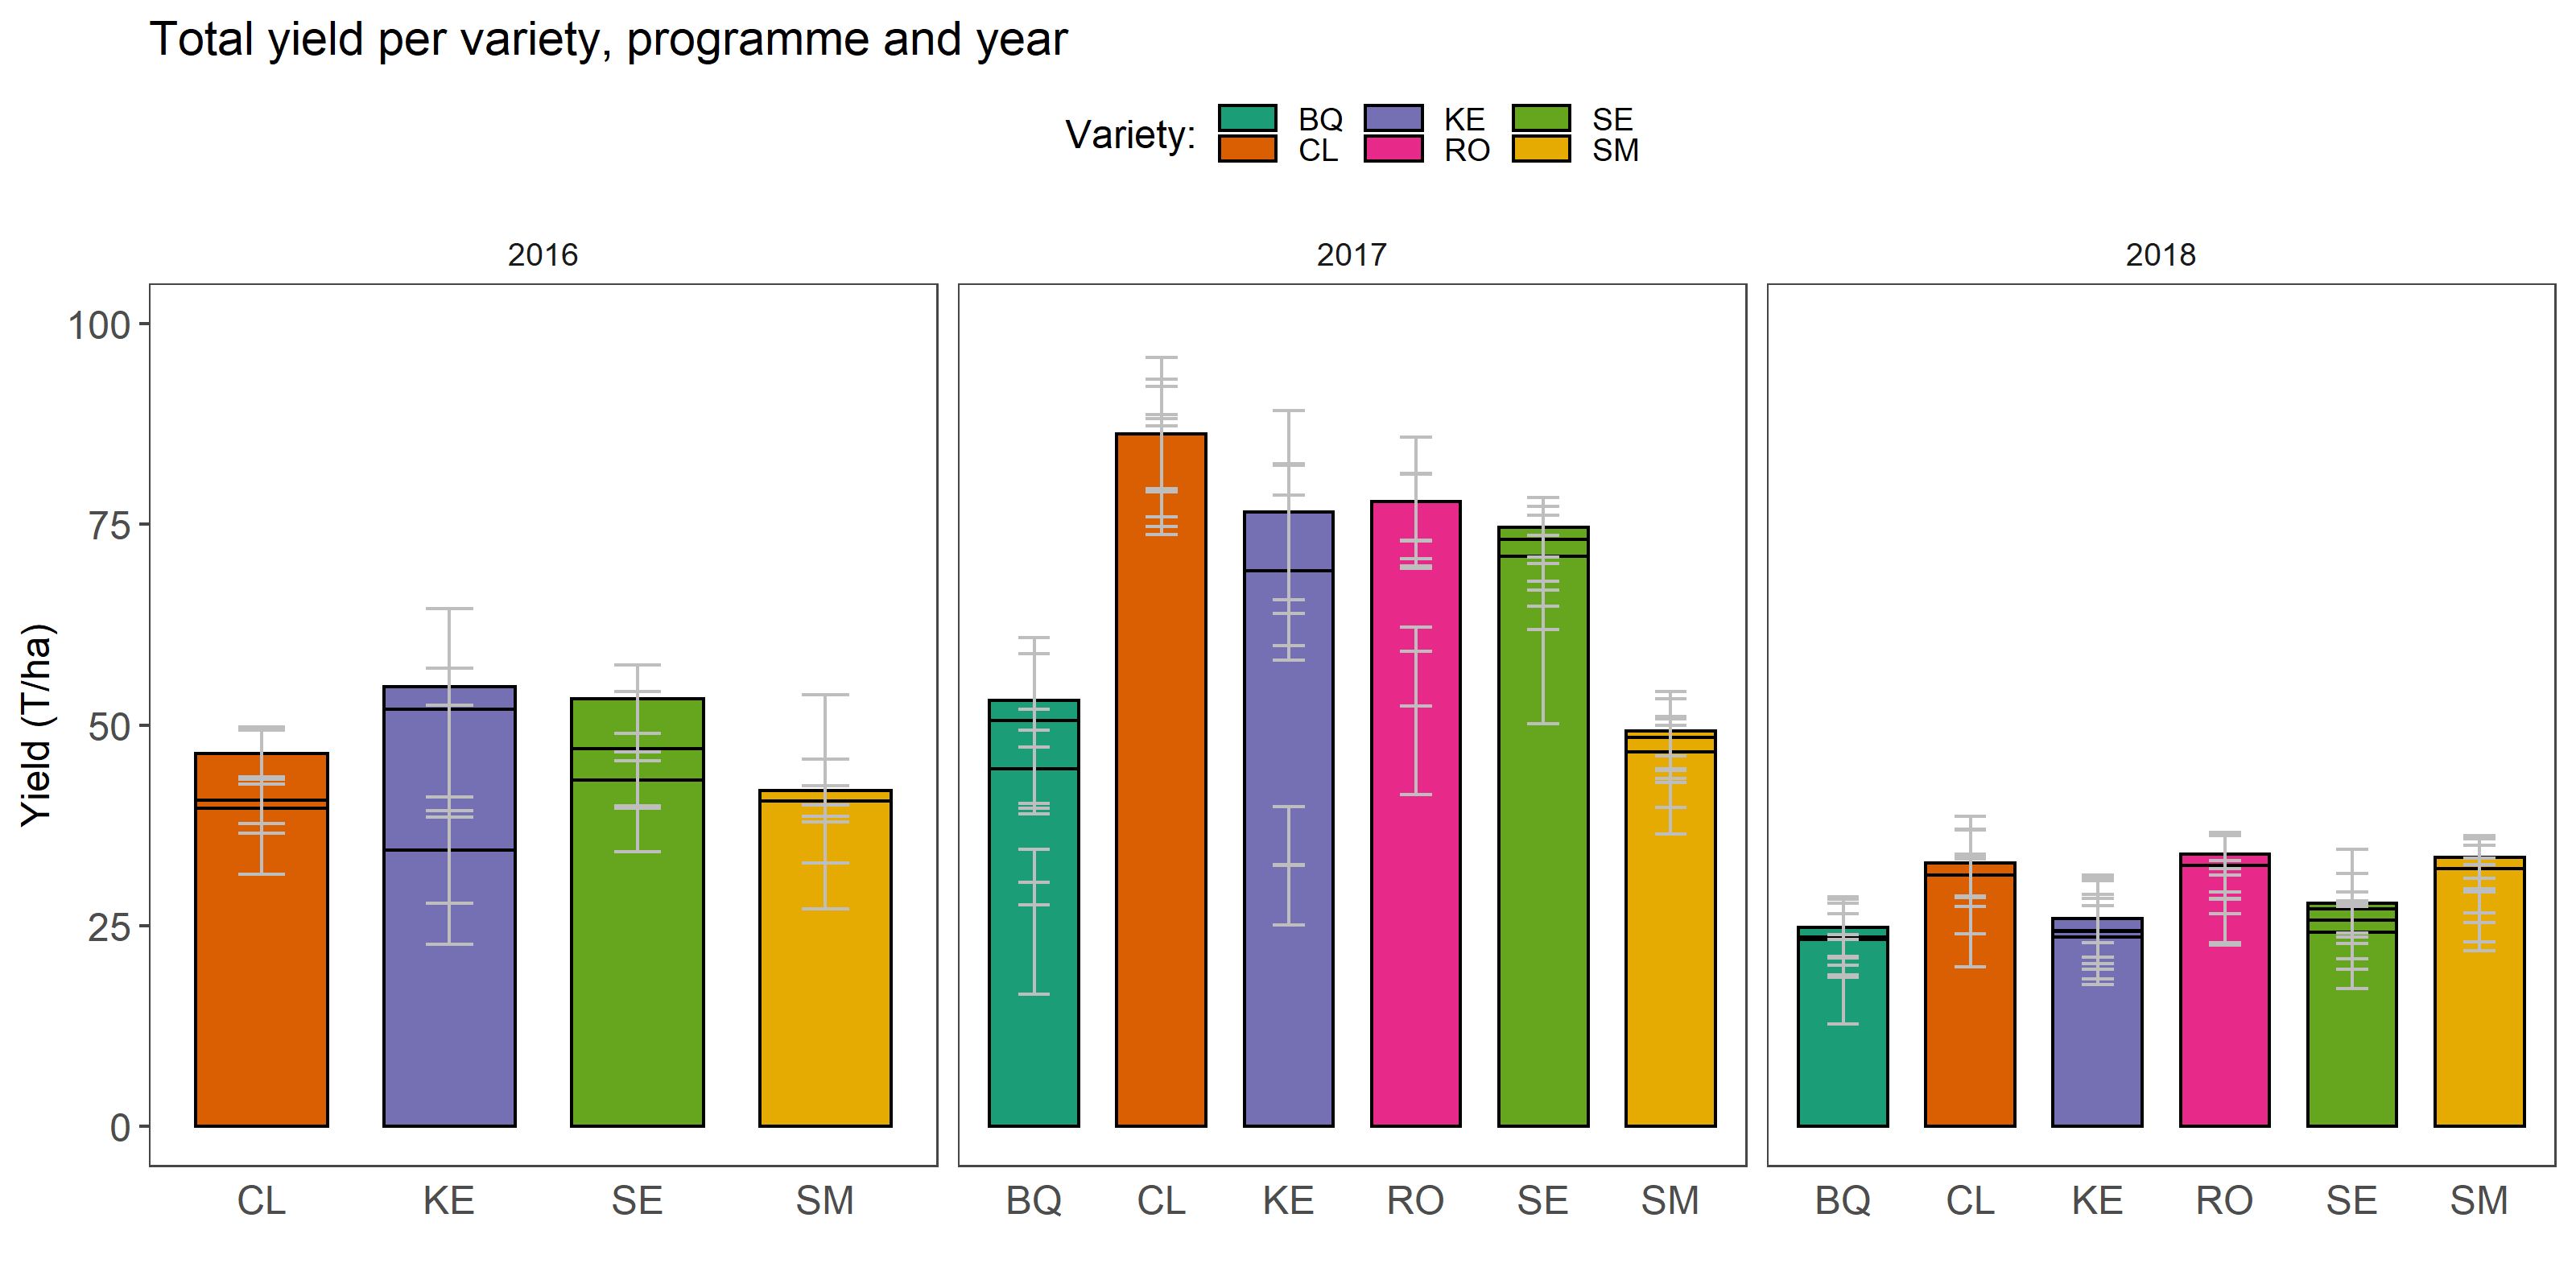 Total yield per variety, programme and year
Variety: BQ KE SE
CL RO SM
2016 2017 2018
Yield (T/ha)
100
75
50
25
0
CL KE SE SM BQ CL KE RO SE SM BQ CL KE RO SE SM